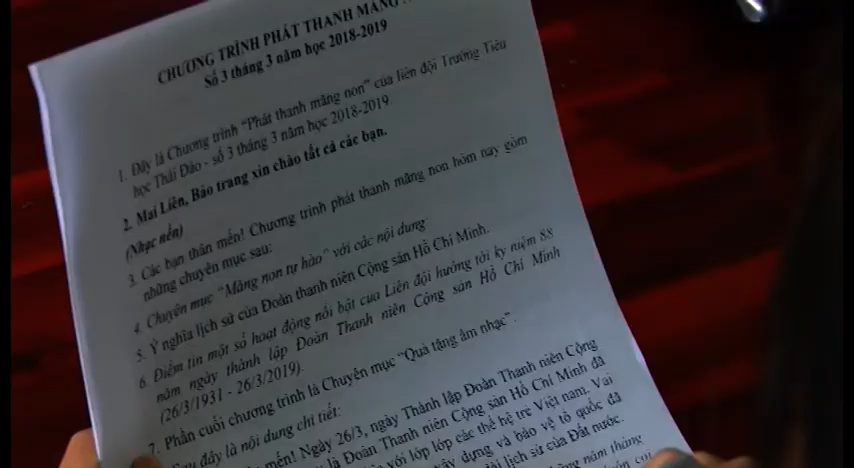 CHƯƠNG TRÌNH PHÁT THANH MĂNG
Số 3 tháng 3 năm học 2018-2019
1. Đây là Chương trình "Phát thanh măng non" của liên đội Trường Tiểu
học Thái Đào - số 3 tháng 3 năm học 2018-2019
2. Mai Liên, Bảo trang xin chào tất cả các bạn.
(Nhạc nền)
3. Các bạn thân mến! Chương trình phát thanh măng non hôm nay gồm
những chuyên mục sau:
4. Chuyên mục "Măng non tự hào" với các nội dung
5. Ý nghĩa lịch sử của Đoàn thanh niên Cộng sản Hồ Chí Minh.
6. Điểm tin một số hoạt động nổi bật của Liên đội hướng tới kỷ niệm 88
năm ngày thành lập Đoàn Thanh niên Cộng sản Hồ Chí Minh
(26/3/1931 - 26/3/2019).
7. Phần cuối chương trình là Chuyên mục "Quà tặng âm nhạc".
Sau đây là nội dung chi tiết:
mến! Ngày 26/3, ngày Thành lập Đoàn Thanh niên Cộng
là Đoàn Thanh niên Cộng sản Hồ Chí Minh đã
với lớp lớp các thế hệ trẻ Việt nam. Vai
dựng và bảo vệ tổ quốc đã
lịch sử của Đất nước.
năm tháng